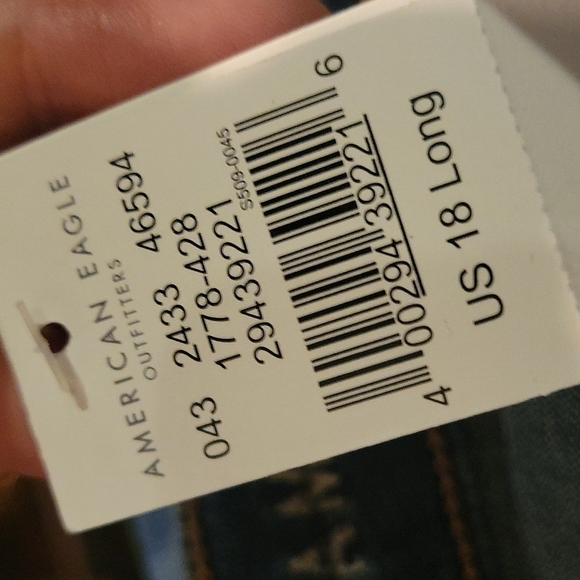 AMERICAN EAGLE
OUTFITTERS
2433 46594
043 1778-428
29439221
S509-0045
4 00294 39221 6
US 18 Long